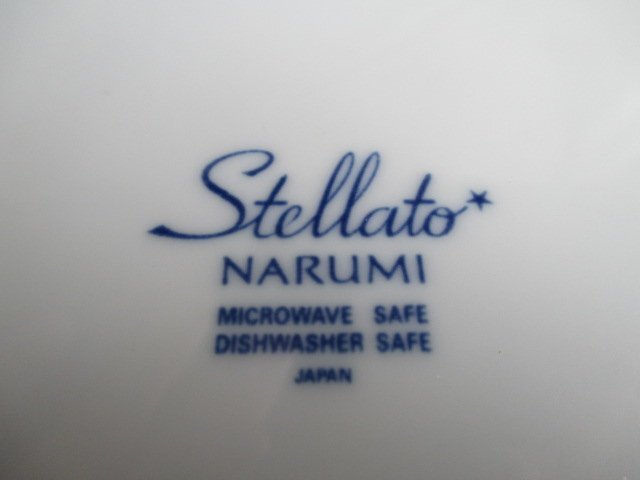 Stellato
NARUMI
MICROWAVE SAFE
DISHWASHER SAFE
JAPAN